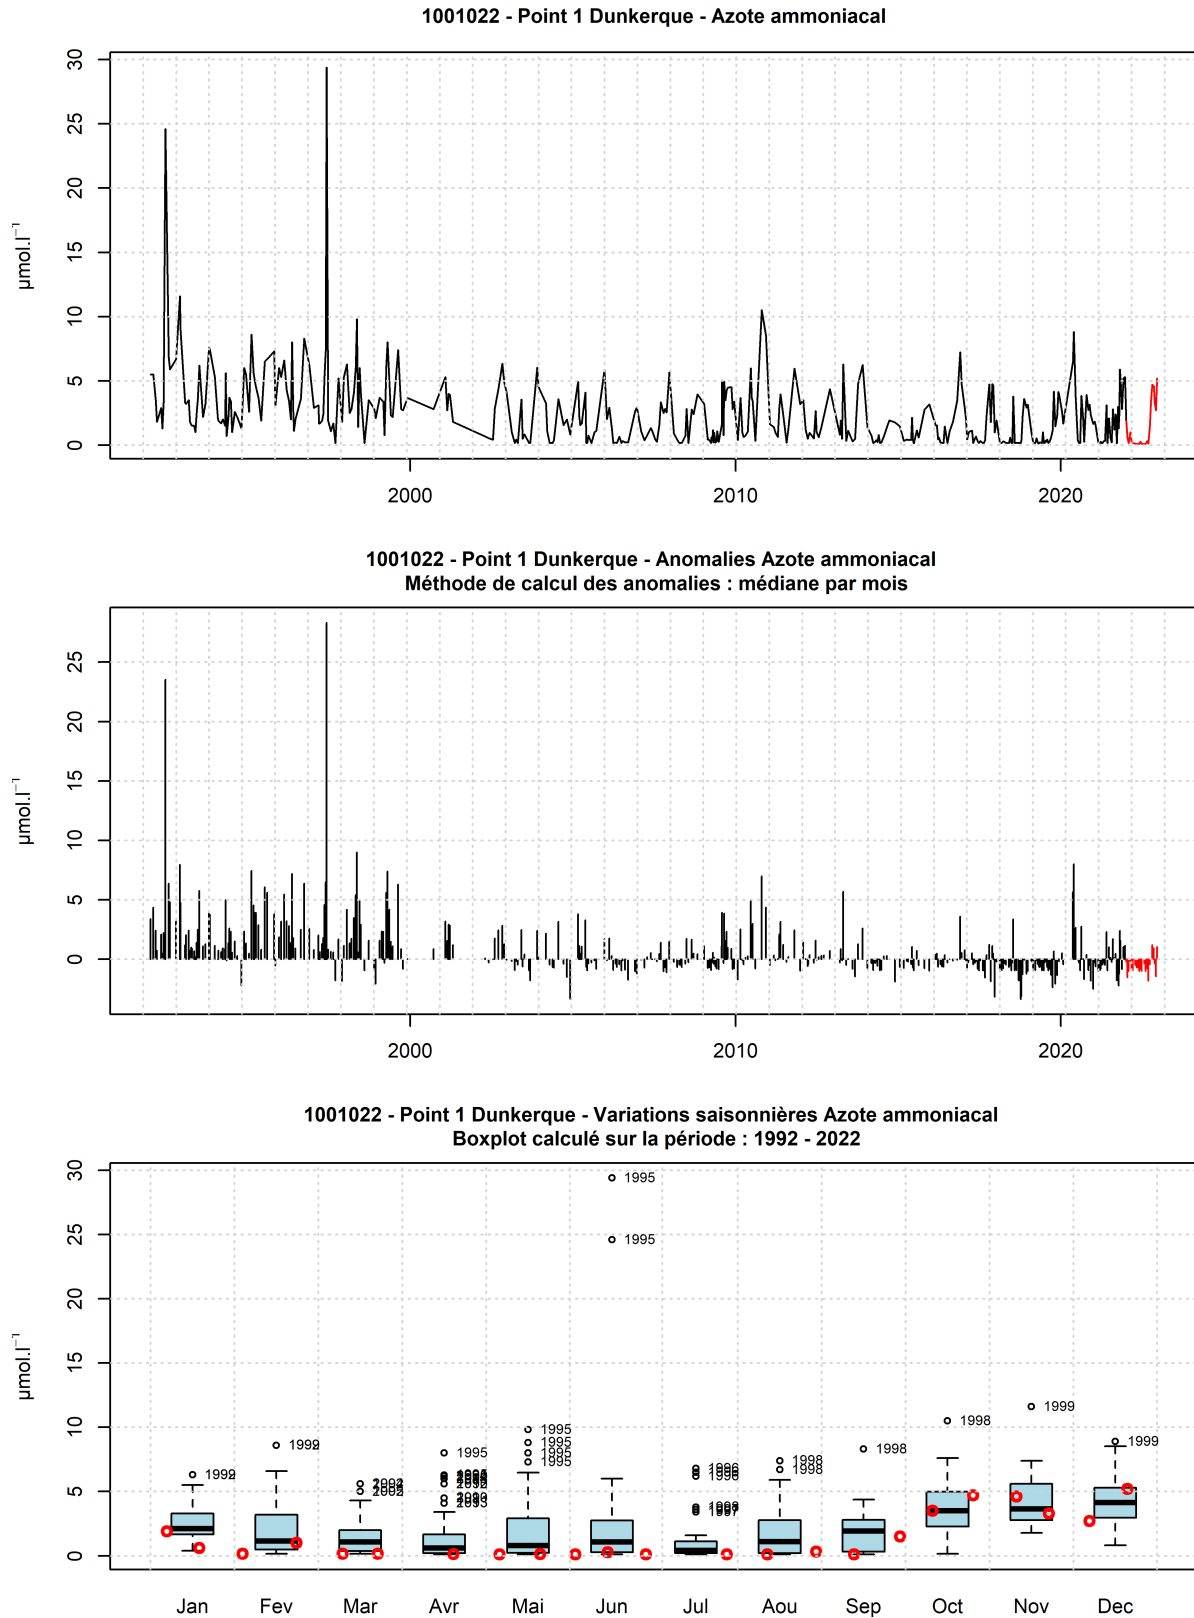 1001022 - Point 1 Dunkerque - Azote ammoniacal
30
25
20
15
10
5
0
µmol.l⁻¹
2000
2010
2020
1001022 - Point 1 Dunkerque - Anomalies Azote ammoniacal
Méthode de calcul des anomalies : médiane par mois
25
20
15
10
5
0
µmol.l⁻¹
2000
2010
2020
1001022 - Point 1 Dunkerque - Variations saisonnières Azote ammoniacal
Boxplot calculé sur la période : 1992 - 2022
30
25
20
15
10
5
0
µmol.l⁻¹
1995
1995
1998
1999
1995
1995
1995
1995
1998
1998
1998
1999
1992
1995
Jan
Fev
Mar
Avr
Mai
Jun
Jul
Aou
Sep
Oct
Nov
Dec